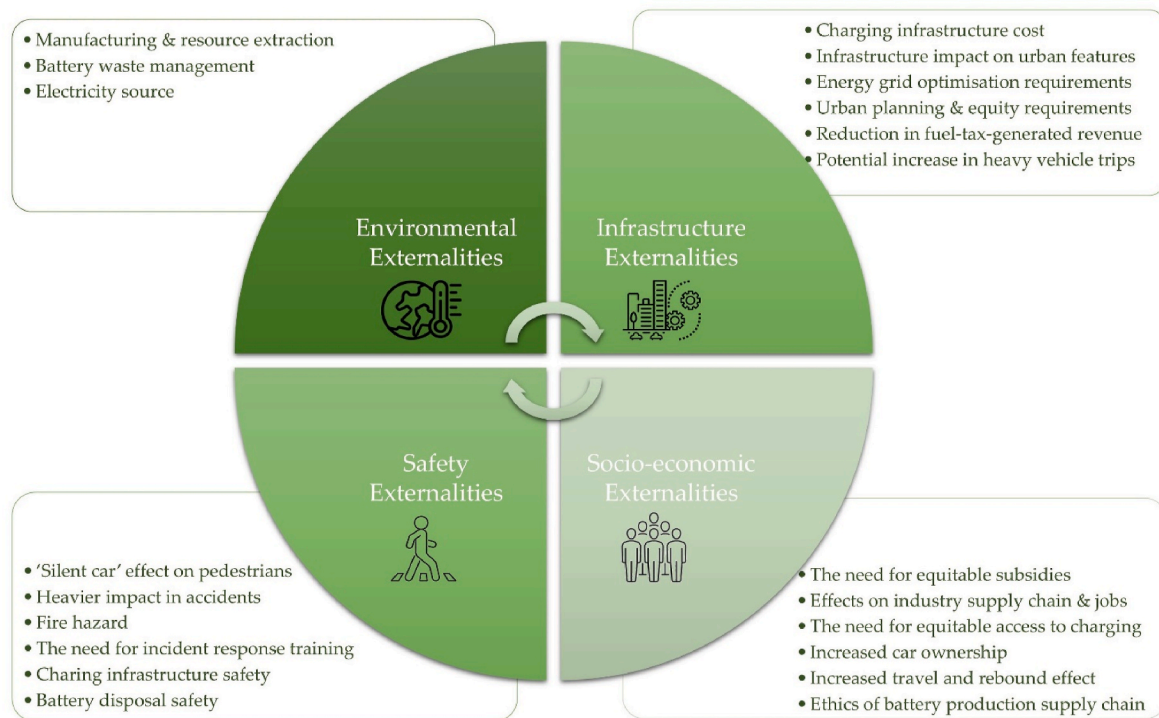 • Manufacturing & resource extraction
• Battery waste management
• Electricity source
• Charging infrastructure cost
• Infrastructure impact on urban features
• Energy grid optimisation requirements
• Urban planning & equity requirements
• Reduction in fuel-tax-generated revenue
• Potential increase in heavy vehicle trips
Environmental
Externalities
Infrastructure
Externalities
Safety
Externalities
Socio-economic
Externalities
• 'Silent car' effect on pedestrians
• Heavier impact in accidents
• Fire hazard
• The need for incident response training
• Charing infrastructure safety
• Battery disposal safety
• The need for equitable subsidies
• Effects on industry supply chain & jobs
• The need for equitable access to charging
• Increased car ownership
• Increased travel and rebound effect
• Ethics of battery production supply chain